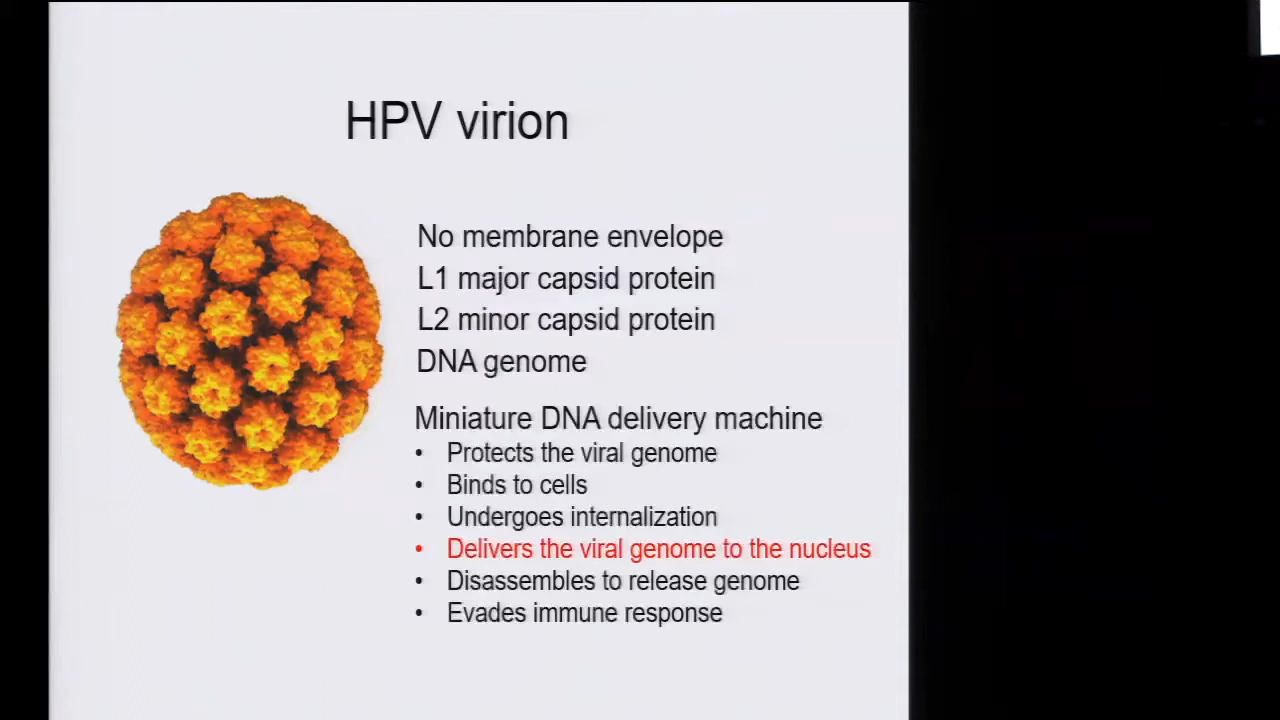 HPV virion
No membrane envelope
L1 major capsid protein
L2 minor capsid protein
DNA genome
Miniature DNA delivery machine
• Protects the viral genome
• Binds to cells
• Undergoes internalization
• Delivers the viral genome to the nucleus
• Disassembles to release genome
• Evades immune response